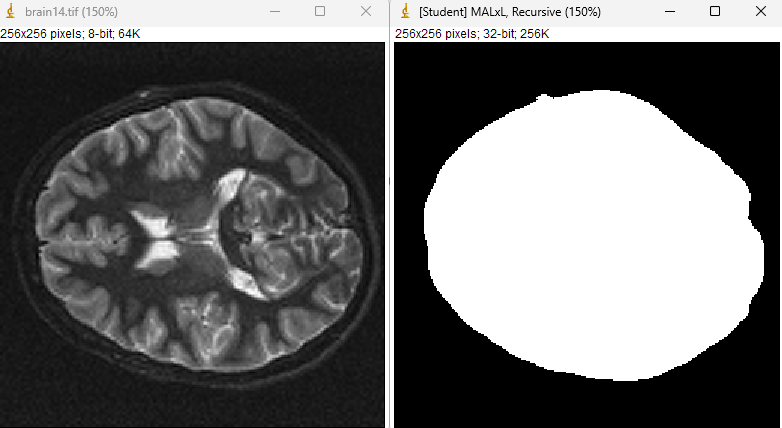 brain14.tif (150%)
256x256 pixels; 8-bit; 64K
[Student] MALxL, Recursive (150%)
256x256 pixels; 32-bit; 256K